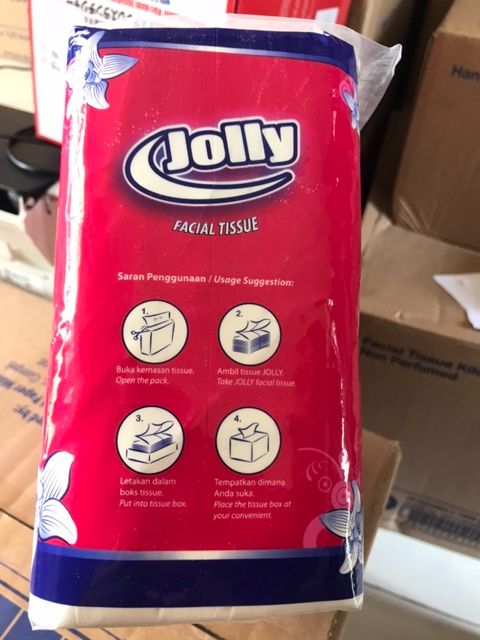 Jolly
FACIAL TISSUE
Saran Penggunaan / Usage Suggestion:
1.
2.
Buka kemasan tissue.
Open the pack.
Ambil tissue JOLLY.
Take JOLLY facial tissue.
3.
4.
Letakan dalam
boks tissue.
Put into tissue box.
Tempatkan dimana
Anda suka.
Place the tissue box at
your convenient.
Facial Tissue
Non Perfumed